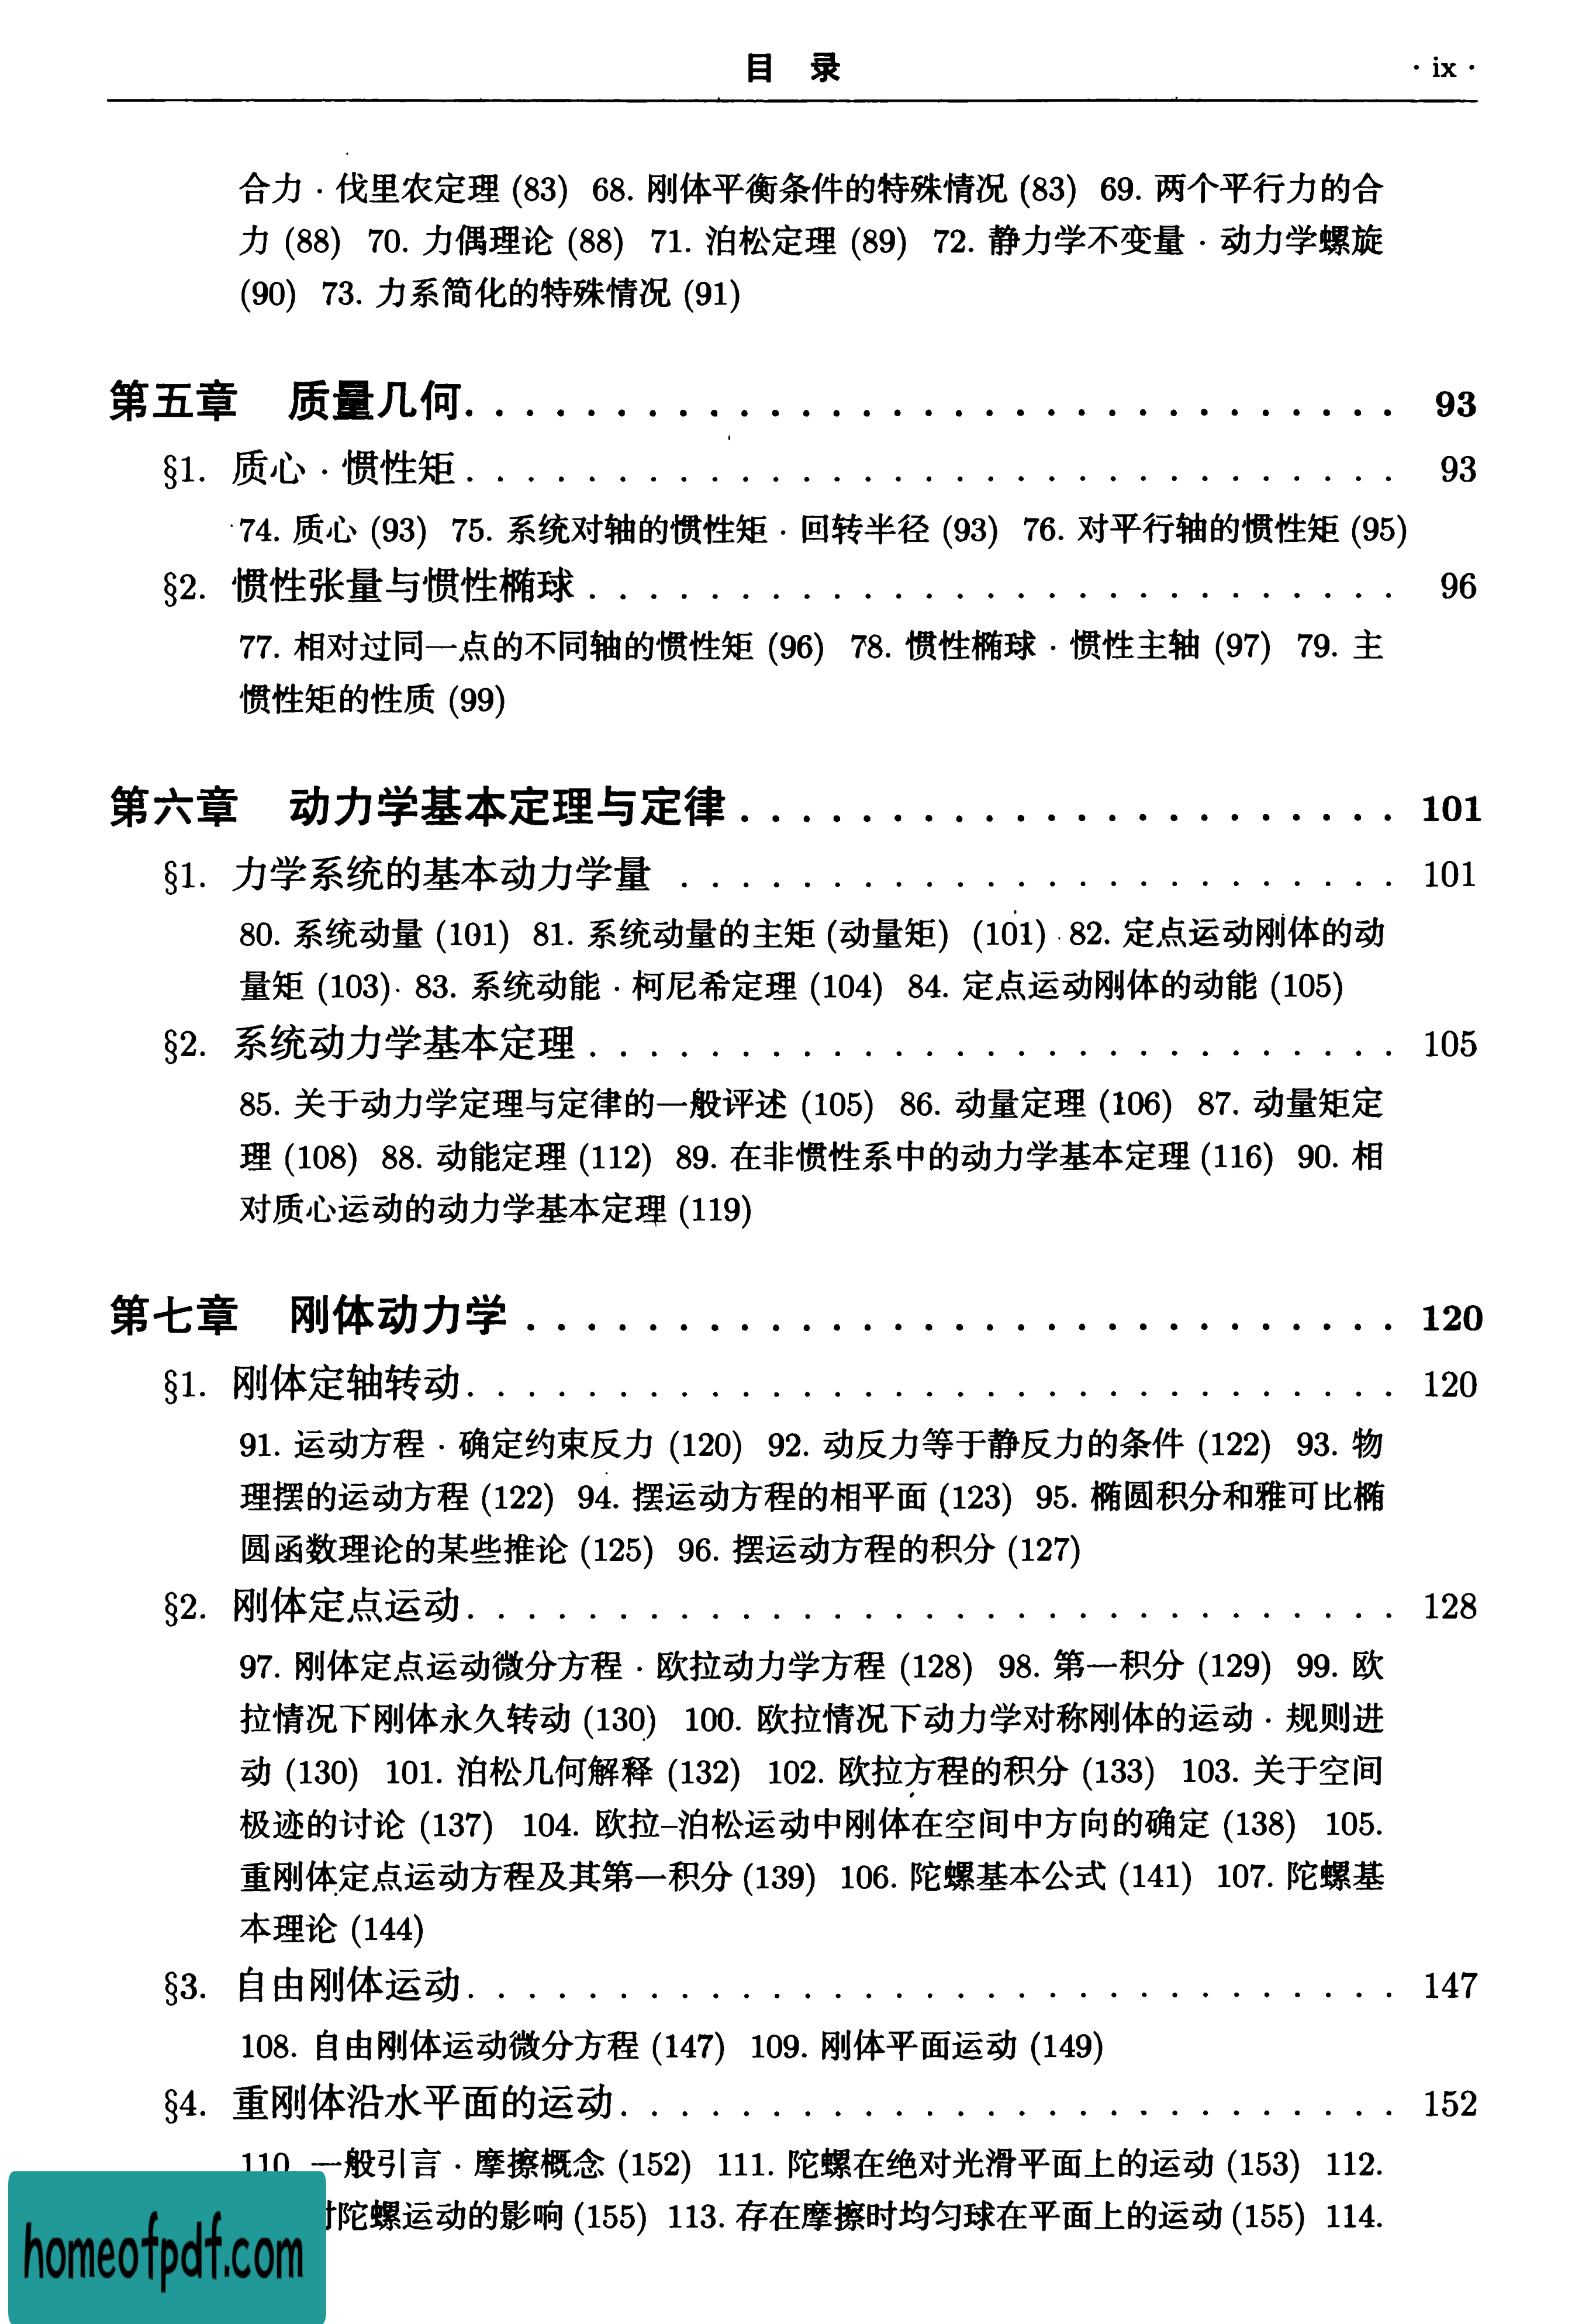 目 录 · ix ·
合力 · 伐里农定理 (83) 68. 刚体平衡条件的特殊情况 (83) 69. 两个平行力的合
力 (88) 70. 力偶理论 (88) 71. 泊松定理 (89) 72. 静力学不变量 · 动力学螺旋
(90) 73. 力系简化的特殊情况 (91)
第五章 质量几何. . . . . . . . . . . . . . . . . . . . . . . . . . . . . . . 93
§1. 质心 · 惯性矩. . . . . . . . . . . . . . . . . . . . . . . . . . . . . . . 93
74. 质心 (93) 75. 系统对轴的惯性矩 · 回转半径 (93) 76. 对平行轴的惯性矩 (95)
§2. 惯性张量与惯性椭球 . . . . . . . . . . . . . . . . . . . . . . . . . . . 96
77. 相对过同一点的不同轴的惯性矩 (96) 78. 惯性椭球 · 惯性主轴 (97) 79. 主
惯性矩的性质 (99)
第六章 动力学基本定理与定律 . . . . . . . . . . . . . . . . . . . . . . 101
§1. 力学系统的基本动力学量 . . . . . . . . . . . . . . . . . . . . . . . . 101
80. 系统动量 (101) 81. 系统动量的主矩 (动量矩) (101) 82. 定点运动刚体的动
量矩 (103) 83. 系统动能 · 柯尼希定理 (104) 84. 定点运动刚体的动能 (105)
§2. 系统动力学基本定理 . . . . . . . . . . . . . . . . . . . . . . . . . . . 105
85. 关于动力学定理与定律的一般评述 (105) 86. 动量定理 (106) 87. 动量矩定
理 (108) 88. 动能定理 (112) 89. 在非惯性系中的动力学基本定理 (116) 90. 相
对质心运动的动力学基本定理 (119)
第七章 刚体动力学 . . . . . . . . . . . . . . . . . . . . . . . . . . . . . 120
§1. 刚体定轴转动. . . . . . . . . . . . . . . . . . . . . . . . . . . . . . . 120
91. 运动方程 · 确定约束反力 (120) 92. 动反力等于静反力的条件 (122) 93. 物
理摆的运动方程 (122) 94. 摆运动方程的相平面 (123) 95. 椭圆积分和雅可比椭
圆函数理论的某些推论 (125) 96. 摆运动方程的积分 (127)
§2. 刚体定点运动. . . . . . . . . . . . . . . . . . . . . . . . . . . . . . . 128
97. 刚体定点运动微分方程 · 欧拉动力学方程 (128) 98. 第一积分 (129) 99. 欧
拉情况下刚体永久转动 (130) 100. 欧拉情况下动力学对称刚体的运动 · 规则进
动 (130) 101. 泊松几何解释 (132) 102. 欧拉方程的积分 (133) 103. 关于空间
极迹的讨论 (137) 104. 欧拉–泊松运动中刚体在空间中方向的确定 (138) 105.
重刚体定点运动方程及其第一积分 (139) 106. 陀螺基本公式 (141) 107. 陀螺基
本理论 (144)
§3. 自由刚体运动. . . . . . . . . . . . . . . . . . . . . . . . . . . . . . . 147
108. 自由刚体运动微分方程 (147) 109. 刚体平面运动 (149)
§4. 重刚体沿水平面的运动. . . . . . . . . . . . . . . . . . . . . . . . . . 152
110. 一般引言 · 摩擦概念 (152) 111. 陀螺在绝对光滑平面上的运动 (153) 112.
对陀螺运动的影响 (155) 113. 存在摩擦时均匀球在平面上的运动 (155) 114.
homeofpdf.com